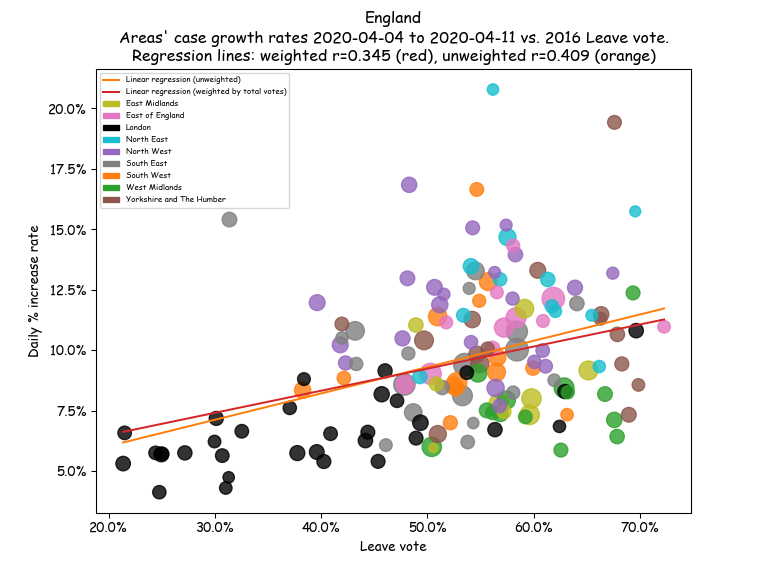 England
Areas' case growth rates 2020-04-04 to 2020-04-11 vs. 2016 Leave vote.
Regression lines: weighted r=0.345 (red), unweighted r=0.409 (orange)
Linear regression (unweighted)
Linear regression (weighted by total votes)
East Midlands
East of England
London
North East
North West
South East
South West
West Midlands
Yorkshire and The Humber
Daily % increase rate
20.0%
17.5%
15.0%
12.5%
10.0%
7.5%
5.0%
20.0% 30.0% 40.0% 50.0% 60.0% 70.0%
Leave vote